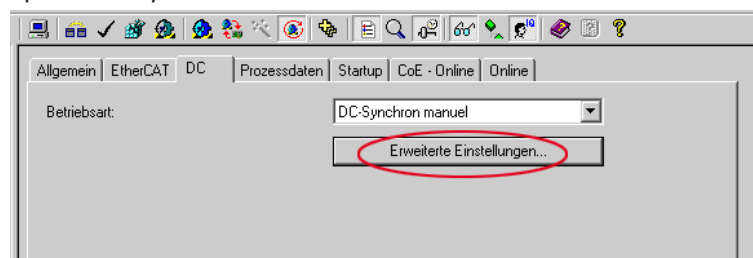 Allgemein EtherCAT DC Prozessdaten Startup CoE - Online Online
Betriebsart: DC-Synchron manuel
Erweiterte Einstellungen...